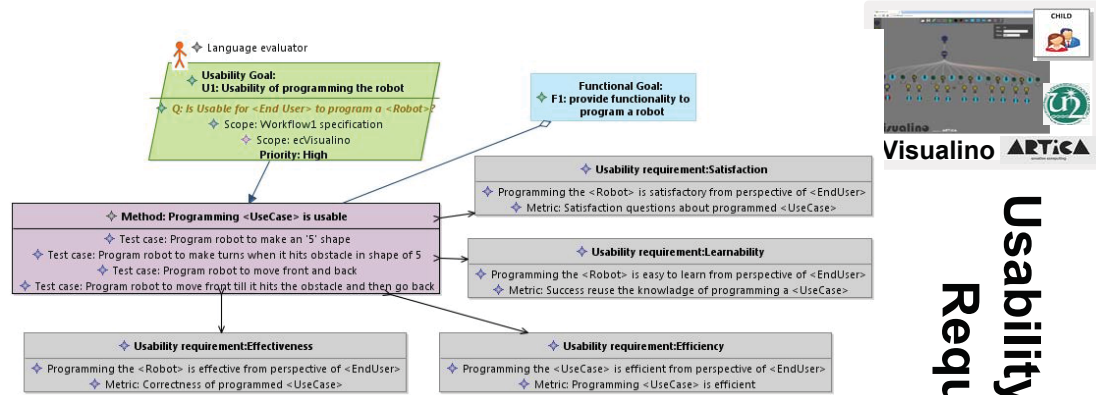 Language evaluator
Usability Goal:
U1: Usability of programming the robot
Q: Is Usable for <End User> to program a <Robot>?
Scope: Workflow1 specification
Scope: ecVisualino
Priority: High
Functional Goal:
F1: provide functionality to
program a robot
Method: Programming <UseCase> is usable
Test case: Program robot to make an '5' shape
Test case: Program robot to make turns when it hits obstacle in shape of 5
Test case: Program robot to move front and back
Test case: Program robot to move front till it hits the obstacle and then go back
Usability requirement:Satisfaction
Programming the <Robot> is satisfactory from perspective of <EndUser>
Metric: Satisfaction questions about programmed <UseCase>
Usability requirement:Learnability
Programming the <Robot> is easy to learn from perspective of <EndUser>
Metric: Success reuse the knowladge of programming a <UseCase>
Usability requirement:Effectiveness
Programming the <Robot> is effective from perspective of <EndUser>
Metric: Correctness of programmed <UseCase>
Usability requirement:Efficiency
Programming the <UseCase> is efficient from perspective of <EndUser>
Metric: Programming <UseCase> is efficient
CHILD
Visualino
ARTiCA
Usability
Requ